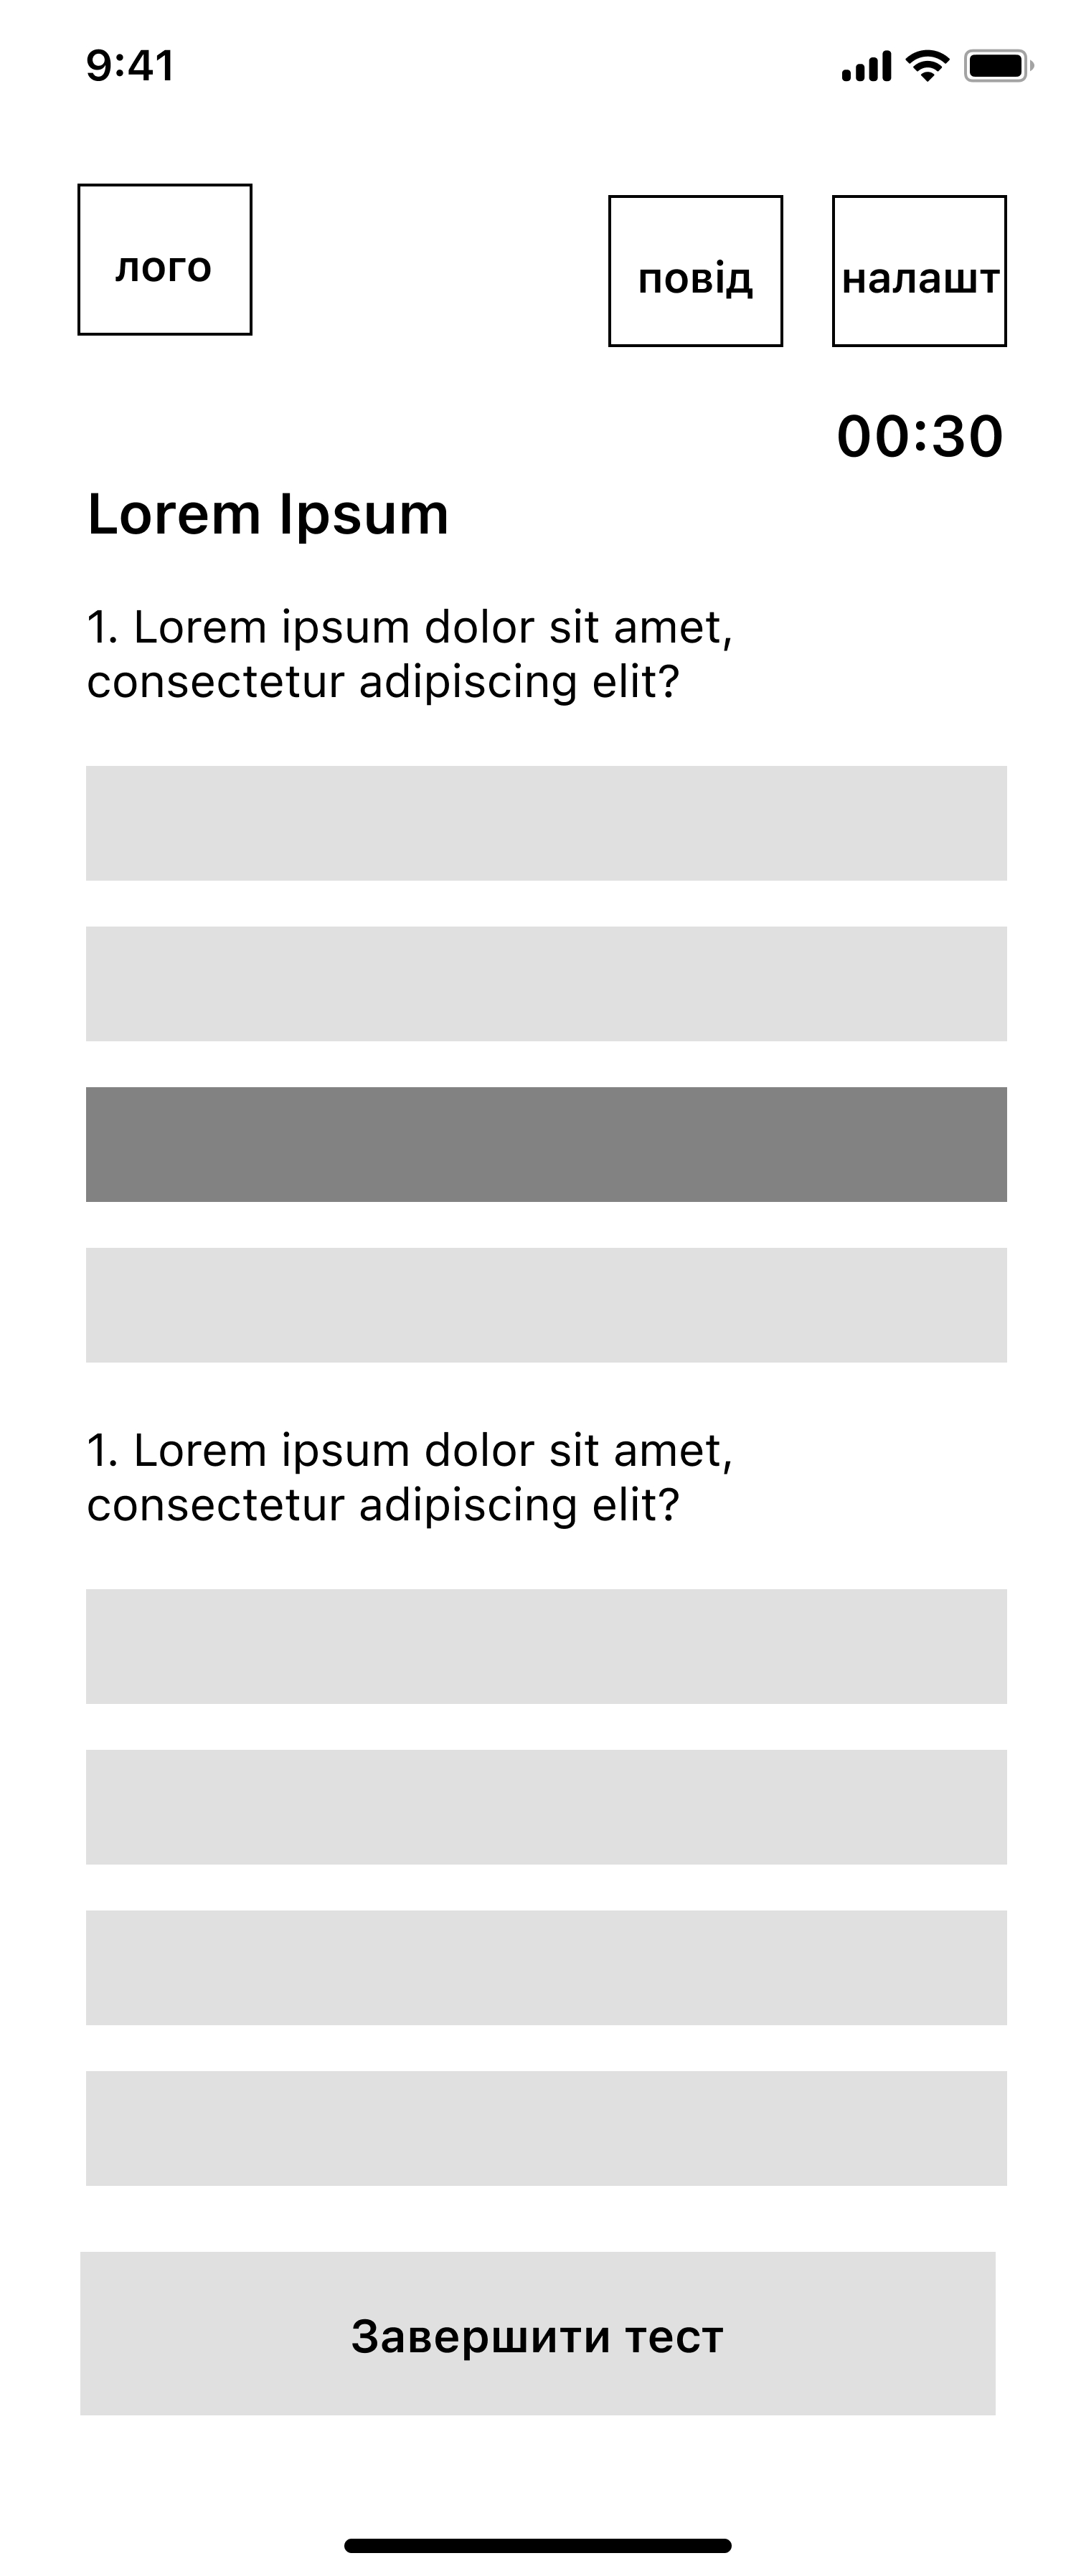 9:41
лого
повід
налашт
00:30
Lorem Ipsum
1. Lorem ipsum dolor sit amet,
consectetur adipiscing elit?
1. Lorem ipsum dolor sit amet,
consectetur adipiscing elit?
Завершити тест